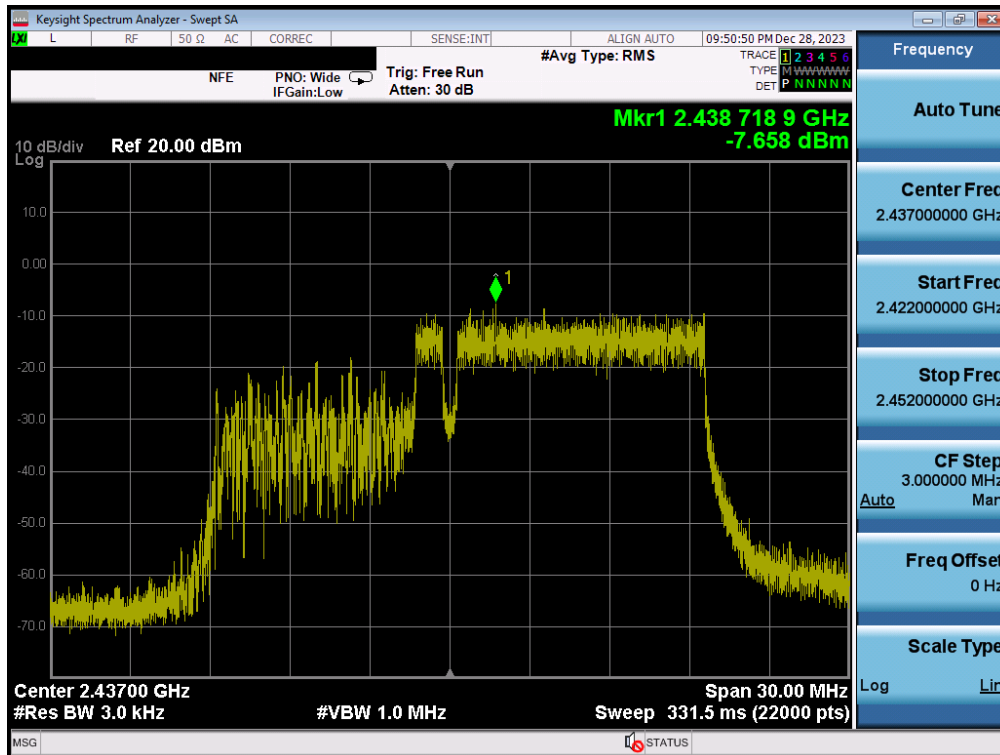 Keysight Spectrum Analyzer - Swept SA
LXI L RF 50 Ω AC CORREC SENSE:INT ALIGN AUTO 09:50:50 PM Dec 28, 2023
Frequency
NFE PNO: Wide IFGain:Low
Trig: Free Run
Atten: 30 dB
#Avg Type: RMS
TRACE 1 2 3 4 5 6
TYPE M WWWWW
DET P N N N N N
Auto Tune
Mkr1 2.438 718 9 GHz
-7.658 dBm
10 dB/div Ref 20.00 dBm
Log
10.0
0.00
-10.0
-20.0
-30.0
-40.0
-50.0
-60.0
-70.0
1
Center Freq
2.437000000 GHz
Start Freq
2.422000000 GHz
Stop Freq
2.452000000 GHz
CF Step
3.000000 MHz
Auto Man
Freq Offset
0 Hz
Scale Type
Log Lin
Center 2.43700 GHz Span 30.00 MHz
#Res BW 3.0 kHz #VBW 1.0 MHz Sweep 331.5 ms (22000 pts)
MSG STATUS